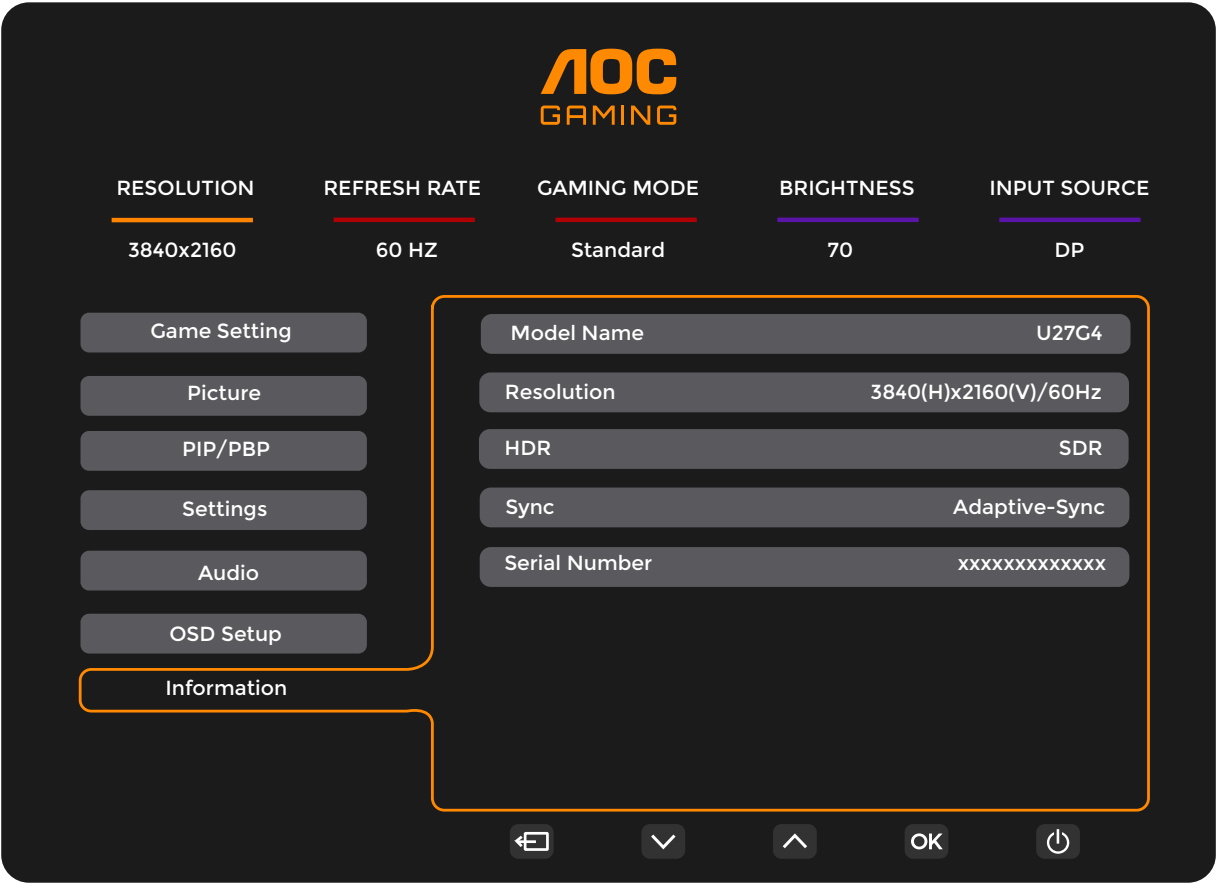 AOC
GAMING
RESOLUTION REFRESH RATE GAMING MODE BRIGHTNESS INPUT SOURCE
3840x2160 60 HZ Standard 70 DP
Game Setting
Picture
PIP/PBP
Settings
Audio
OSD Setup
Information
Model Name U27G4
Resolution 3840(H)x2160(V)/60Hz
HDR SDR
Sync Adaptive-Sync
Serial Number xxxxxxxxxxxxx
OK